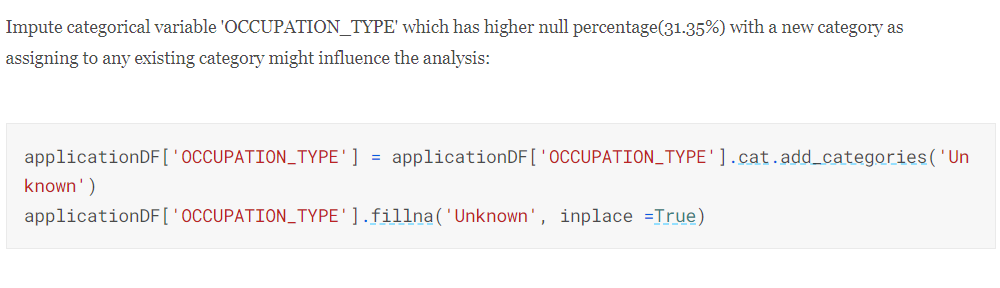 Impute categorical variable 'OCCUPATION_TYPE' which has higher null percentage(31.35%) with a new category as
assigning to any existing category might influence the analysis:
applicationDF['OCCUPATION_TYPE'] = applicationDF['OCCUPATION_TYPE'].cat.add_categories('Un
known')
applicationDF['OCCUPATION_TYPE'].fillna('Unknown', inplace =True)